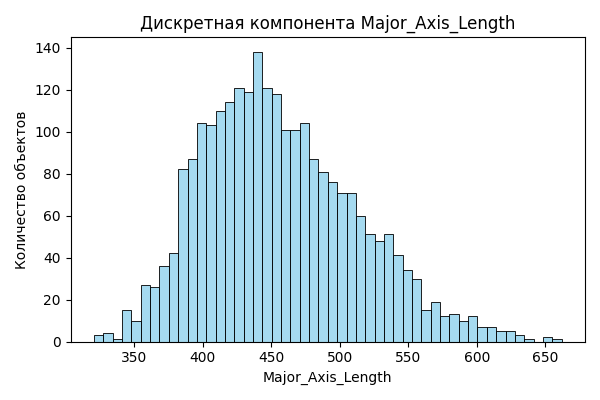 Дискретная компонента Major_Axis_Length
Количество объектов
140
120
100
80
60
40
20
0
350 400 450 500 550 600 650
Major_Axis_Length